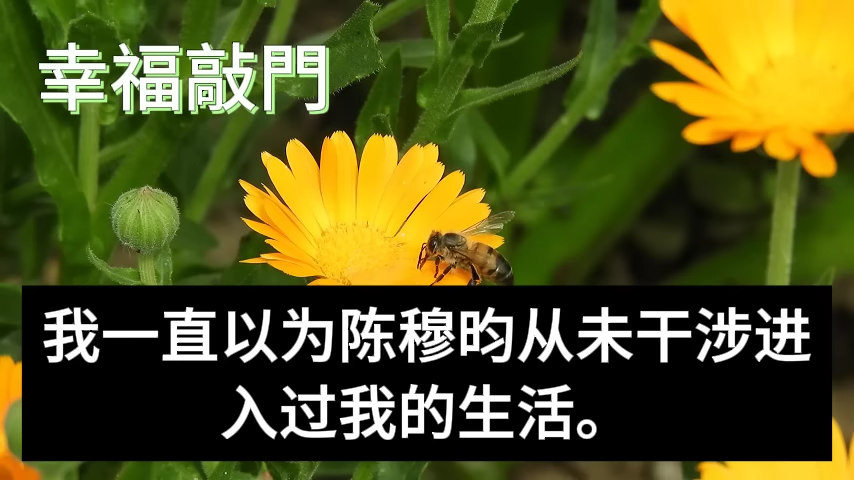 幸福敲門
我一直以为陈穆昀从未干涉进
入过我的生活。